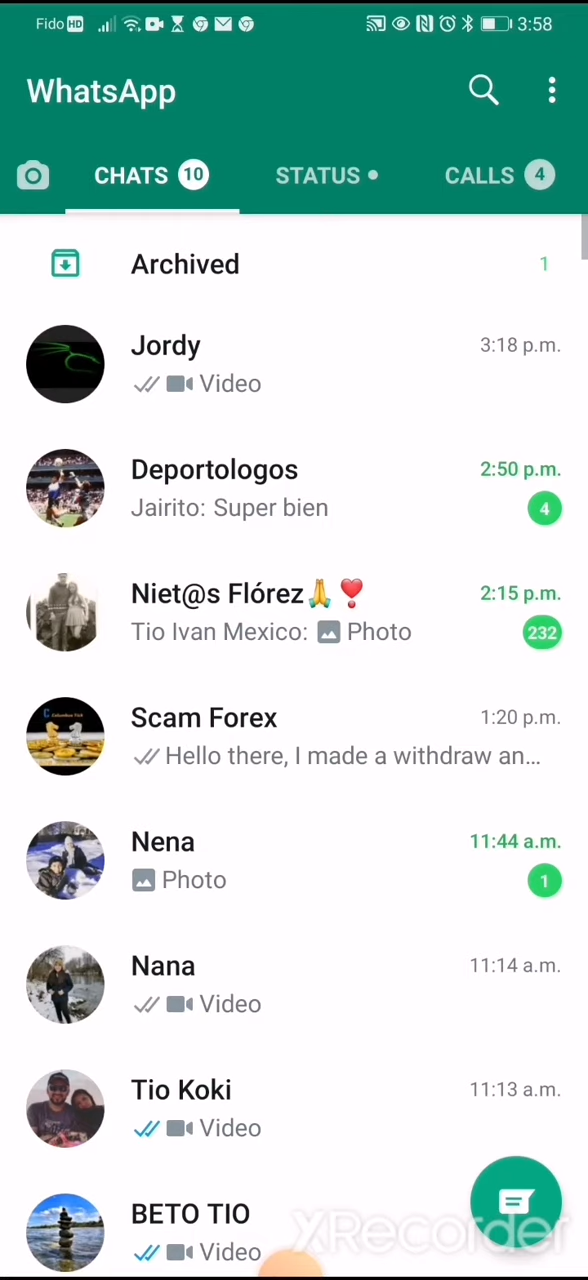 Fido HD 3:58
WhatsApp
CHATS 10 STATUS CALLS 4
Archived 1
Jordy 3:18 p.m.
Video
Deportologos 2:50 p.m.
Jairito: Super bien 4
Niet@s Flórez🙏❣️ 2:15 p.m.
Tio Ivan Mexico: Photo 232
Scam Forex 1:20 p.m.
Hello there, I made a withdraw an...
Nena 11:44 a.m.
Photo 1
Nana 11:14 a.m.
Video
Tio Koki 11:13 a.m.
Video
BETO TIO
Video
XRecorder